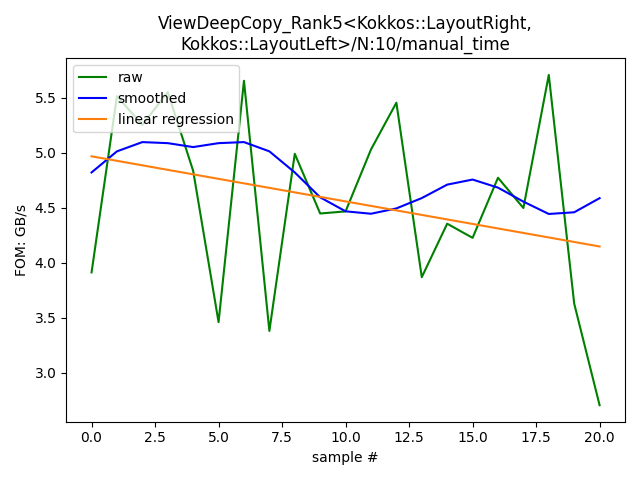 ViewDeepCopy_Rank5<Kokkos::LayoutRight,
Kokkos::LayoutLeft>/N:10/manual_time
raw
smoothed
linear regression
FOM: GB/s
5.5
5.0
4.5
4.0
3.5
3.0
0.0 2.5 5.0 7.5 10.0 12.5 15.0 17.5 20.0
sample #